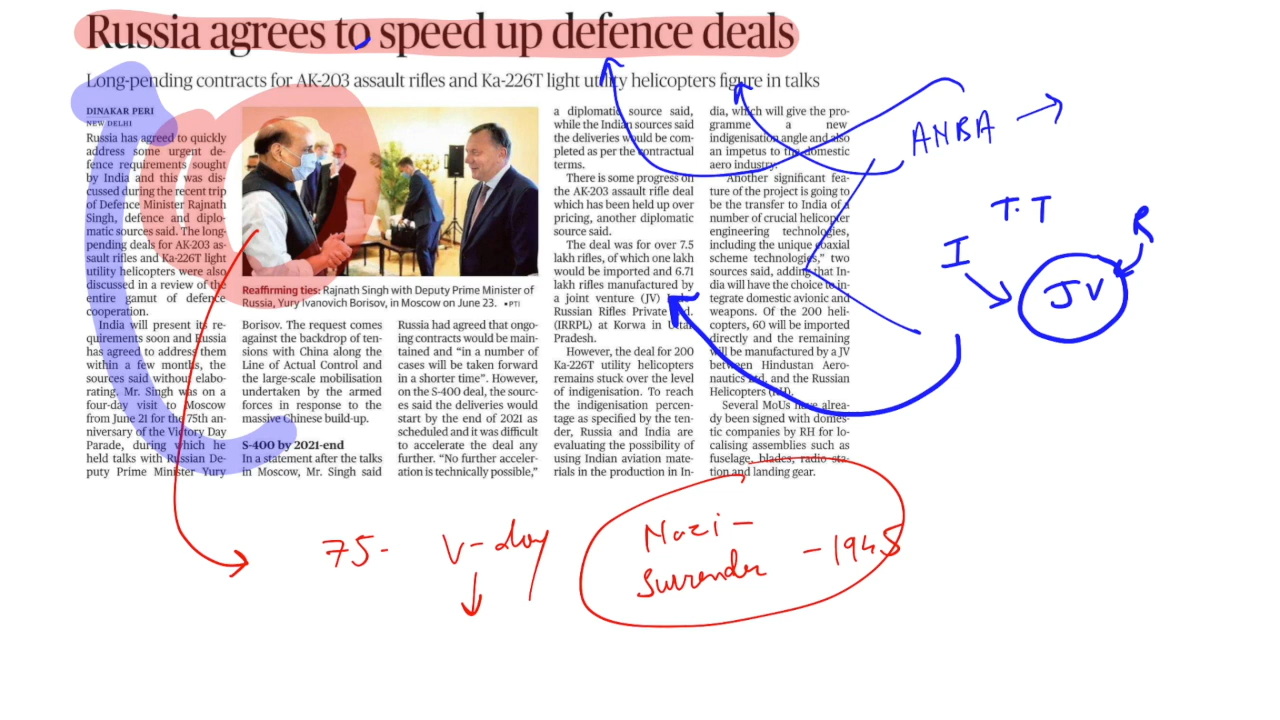 Russia agrees to speed up defence deals
Long-pending contracts for AK-203 assault rifles and Ka-226T light utility helicopters figure in talks
DINAKAR PERI
NEW DELHI
Russia has agreed to quickly
address some urgent de-
fence requirements sought
by India and this was dis-
cussed during the recent trip
of Defence Minister Rajnath
Singh, defence and diplo-
matic sources said. The long-
pending deals for AK-203 as-
sault rifles and Ka-226T light
utility helicopters were also
discussed in a review of the
entire gamut of defence
cooperation.
India will present its re-
quirements soon and Russia
has agreed to address them
within a few months, the
sources said without elabo-
rating. Mr. Singh was on a
four-day visit to Moscow
from June 21 for the 75th an-
niversary of the Victory Day
Parade, during which he
held talks with Russian De-
puty Prime Minister Yury
Reaffirming ties: Rajnath Singh with Deputy Prime Minister of
Russia, Yury Ivanovich Borisov, in Moscow on June 23. •PTI
Borisov. The request comes
against the backdrop of ten-
sions with China along the
Line of Actual Control and
the large-scale mobilisation
undertaken by the armed
forces in response to the
massive Chinese build-up.
S-400 by 2021-end
In a statement after the talks
in Moscow, Mr. Singh said
Russia had agreed that ongo-
ing contracts would be main-
tained and “in a number of
cases will be taken forward
in a shorter time”. However,
on the S-400 deal, the sourc-
es said the deliveries would
start by the end of 2021 as
scheduled and it was difficult
to accelerate the deal any
further. “No further acceler-
ation is technically possible,”
a diplomatic source said,
while the Indian sources said
the deliveries would be com-
pleted as per the contractual
terms.
There is some progress on
the AK-203 assault rifle deal
which has been held up over
pricing, another diplomatic
source said.
The deal was for over 7.5
lakh rifles, of which one lakh
would be imported and 6.71
lakh rifles manufactured by
a joint venture (JV)
Russian Rifles Private
(IRRPL) at Korwa in Uttar
Pradesh.
However, the deal for 200
Ka-226T utility helicopters
remains stuck over the level
of indigenisation. To reach
the indigenisation percen-
tage as specified by the ten-
der, Russia and India are
evaluating the possibility of
using Indian aviation mate-
rials in the production in In-
dia, which will give the pro-
gramme a new
indigenisation angle and also
an impetus to the domestic
aero industry.
Another significant fea-
ture of the project is going to
be the transfer to India of a
number of crucial helicopter
engineering technologies,
including the unique coaxial
scheme technologies,” two
sources said, adding that In-
dia will have the choice to in-
tegrate domestic avionic and
weapons. Of the 200 heli-
copters, 60 will be imported
directly and the remaining
will be manufactured by a JV
between Hindustan Aero-
nautics Ltd. and the Russian
Helicopters (RH).
Several MoUs have alrea-
dy been signed with domes-
tic companies by RH for lo-
calising assemblies such as
fuselage, blades, radio sta-
tion and landing gear.
ANBA
T.T
I
R
JV
75- V-day
Nazi-
Surrender - 1945